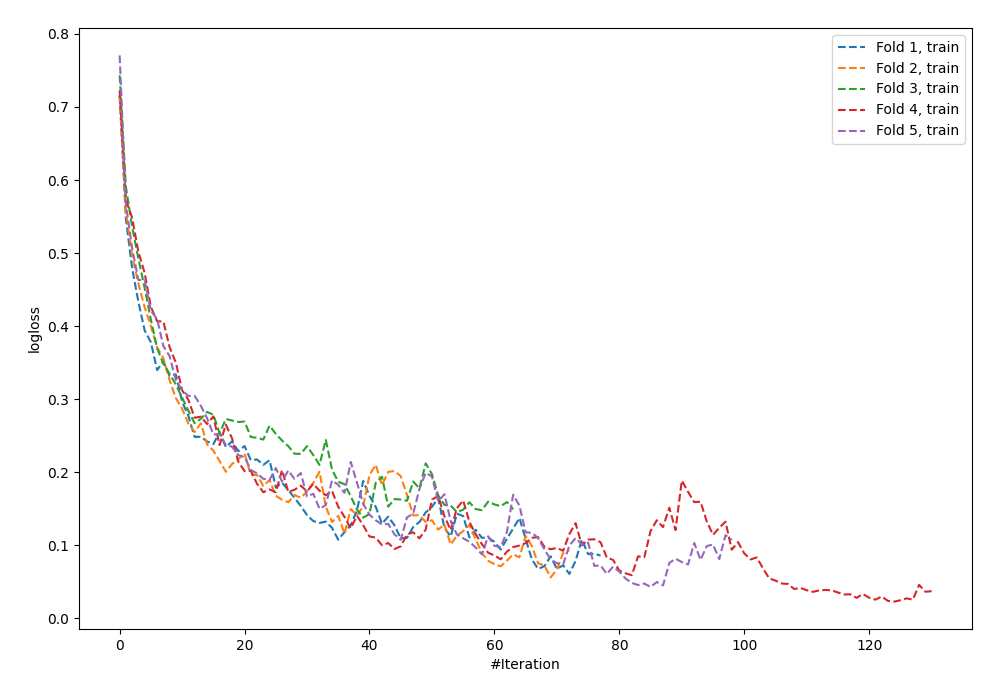 0.8
0.7
0.6
0.5
0.4
0.3
0.2
0.1
0.0
logloss
0 20 40 60 80 100 120
#Iteration
Fold 1, train
Fold 2, train
Fold 3, train
Fold 4, train
Fold 5, train